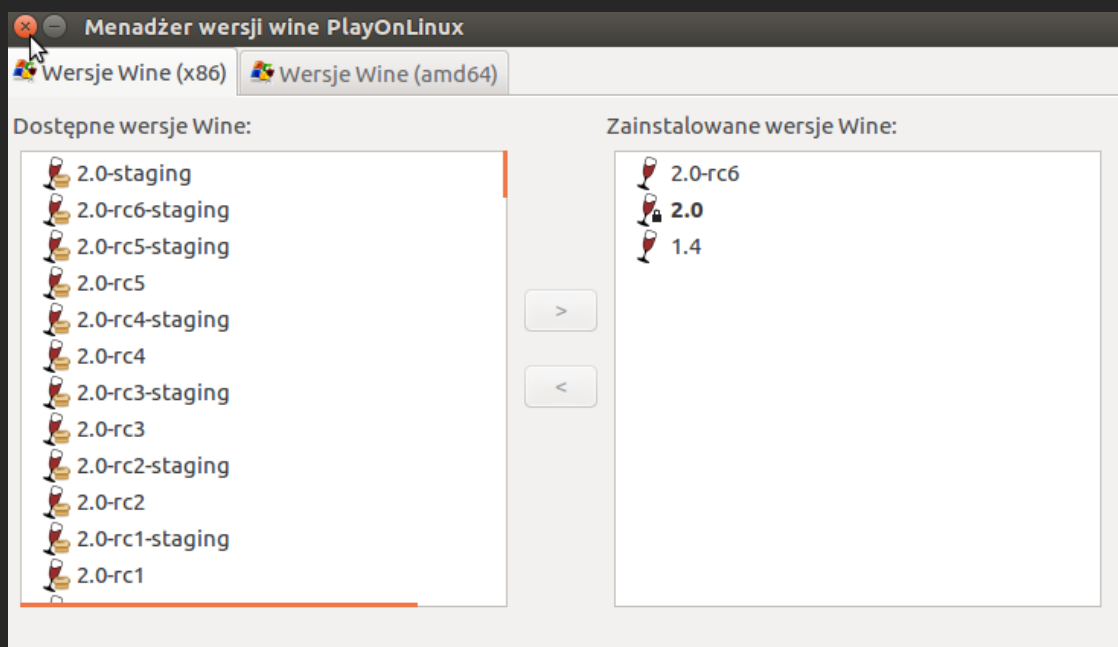 Menadżer wersji wine PlayOnLinux
Wersje Wine (x86)
Wersje Wine (amd64)
Dostępne wersje Wine:
2.0-staging
2.0-rc6-staging
2.0-rc5-staging
2.0-rc5
2.0-rc4-staging
2.0-rc4
2.0-rc3-staging
2.0-rc3
2.0-rc2-staging
2.0-rc2
2.0-rc1-staging
2.0-rc1
>
<
Zainstalowane wersje Wine:
2.0-rc6
2.0
1.4